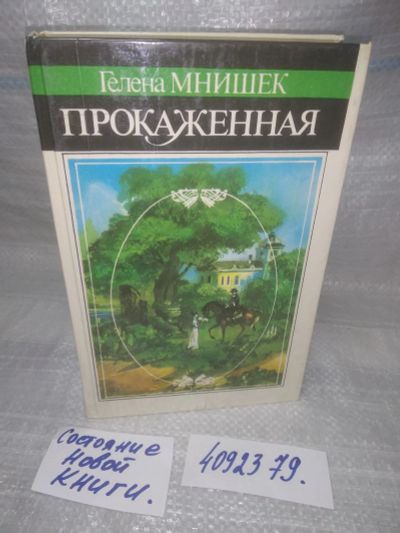 Гелена МНИШЕК
ПРОКАЖЕННАЯ
Состояние
новой
книги.
4092379.